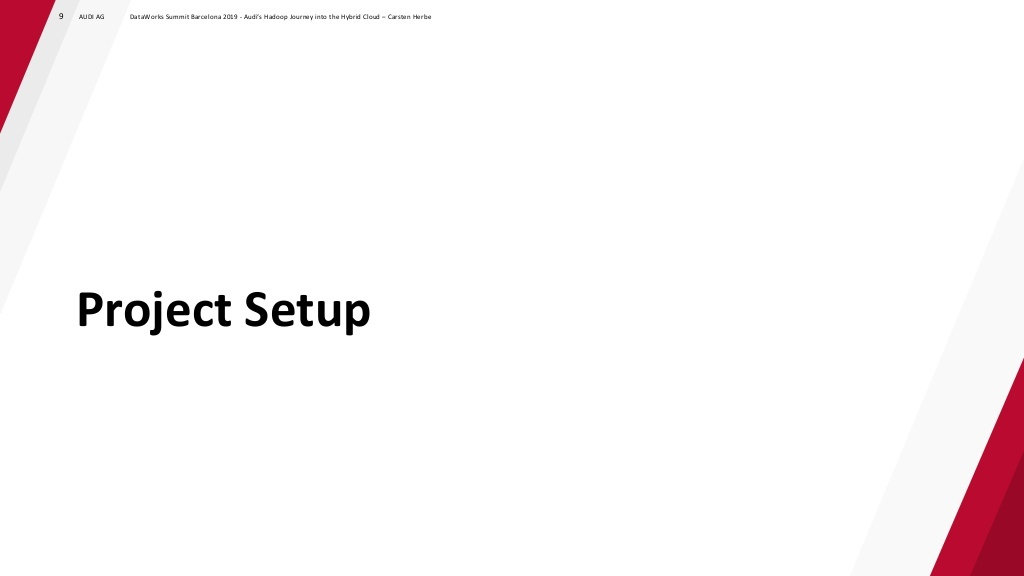 9 AUDI AG DataWorks Summit Barcelona 2019 - Audi's Hadoop Journey into the Hybrid Cloud – Carsten Herbe
Project Setup